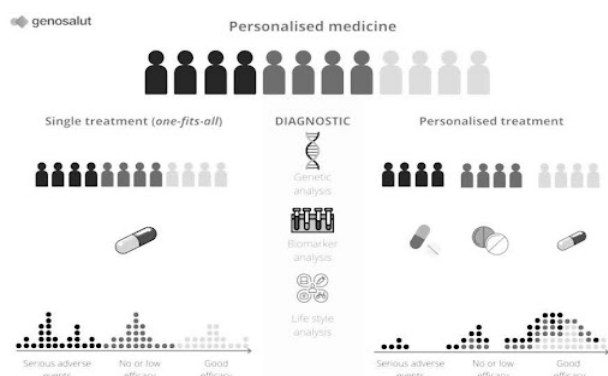 genosalut
Personalised medicine
Single treatment (one-fits-all)
DIAGNOSTIC
Personalised treatment
Genetic
analysis
Biomarker
analysis
Life style
analysis
Serious adverse
events
No or low
efficacy
Good
efficacy
Serious adverse
events
No or low
efficacy
Good
efficacy